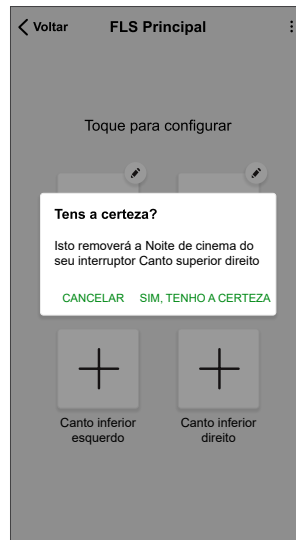 Voltar
FLS Principal
Toque para configurar
Tens a certeza?
Isto removerá a Noite de cinema do
seu interruptor Canto superior direito
CANCELAR
SIM, TENHO A CERTEZA
Canto inferior
esquerdo
Canto inferior
direito